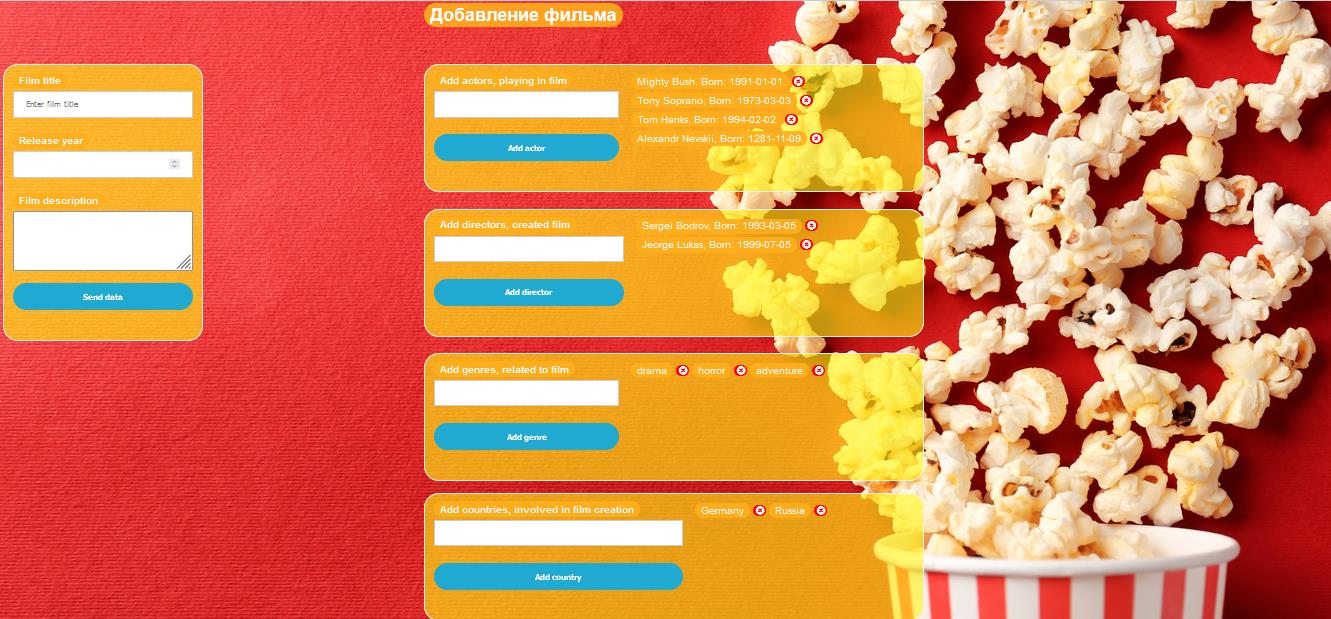 Добавление фильма
Film title
Enter film title
Release year
Film description
Send data
Add actors, playing in film
Mighty Bush, Born: 1991-01-01
Tony Soprano, Born: 1973-03-03
Tom Hanks, Born: 1994-02-02
Alexandr Nevskii, Born: 1281-11-09
Add actor
Add directors, created film
Sergei Bodrov, Born: 1993-03-05
Jeorge Lukas, Born: 1999-07-05
Add director
Add genres, related to film
drama horror adventure
Add genre
Add countries, involved in film creation
Germany Russia
Add country